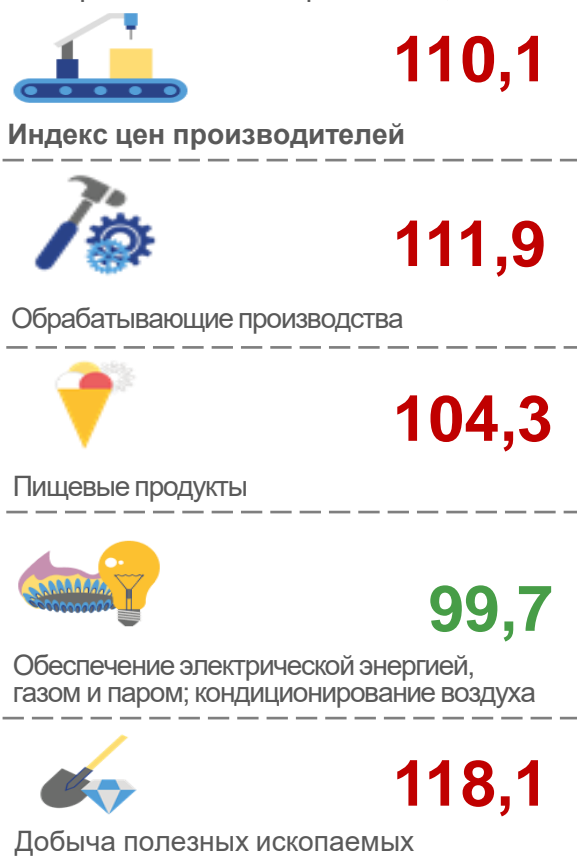 110,1
Индекс цен производителей
111,9
Обрабатывающие производства
104,3
Пищевые продукты
99,7
Обеспечение электрической энергией,
газом и паром; кондиционирование воздуха
118,1
Добыча полезных ископаемых